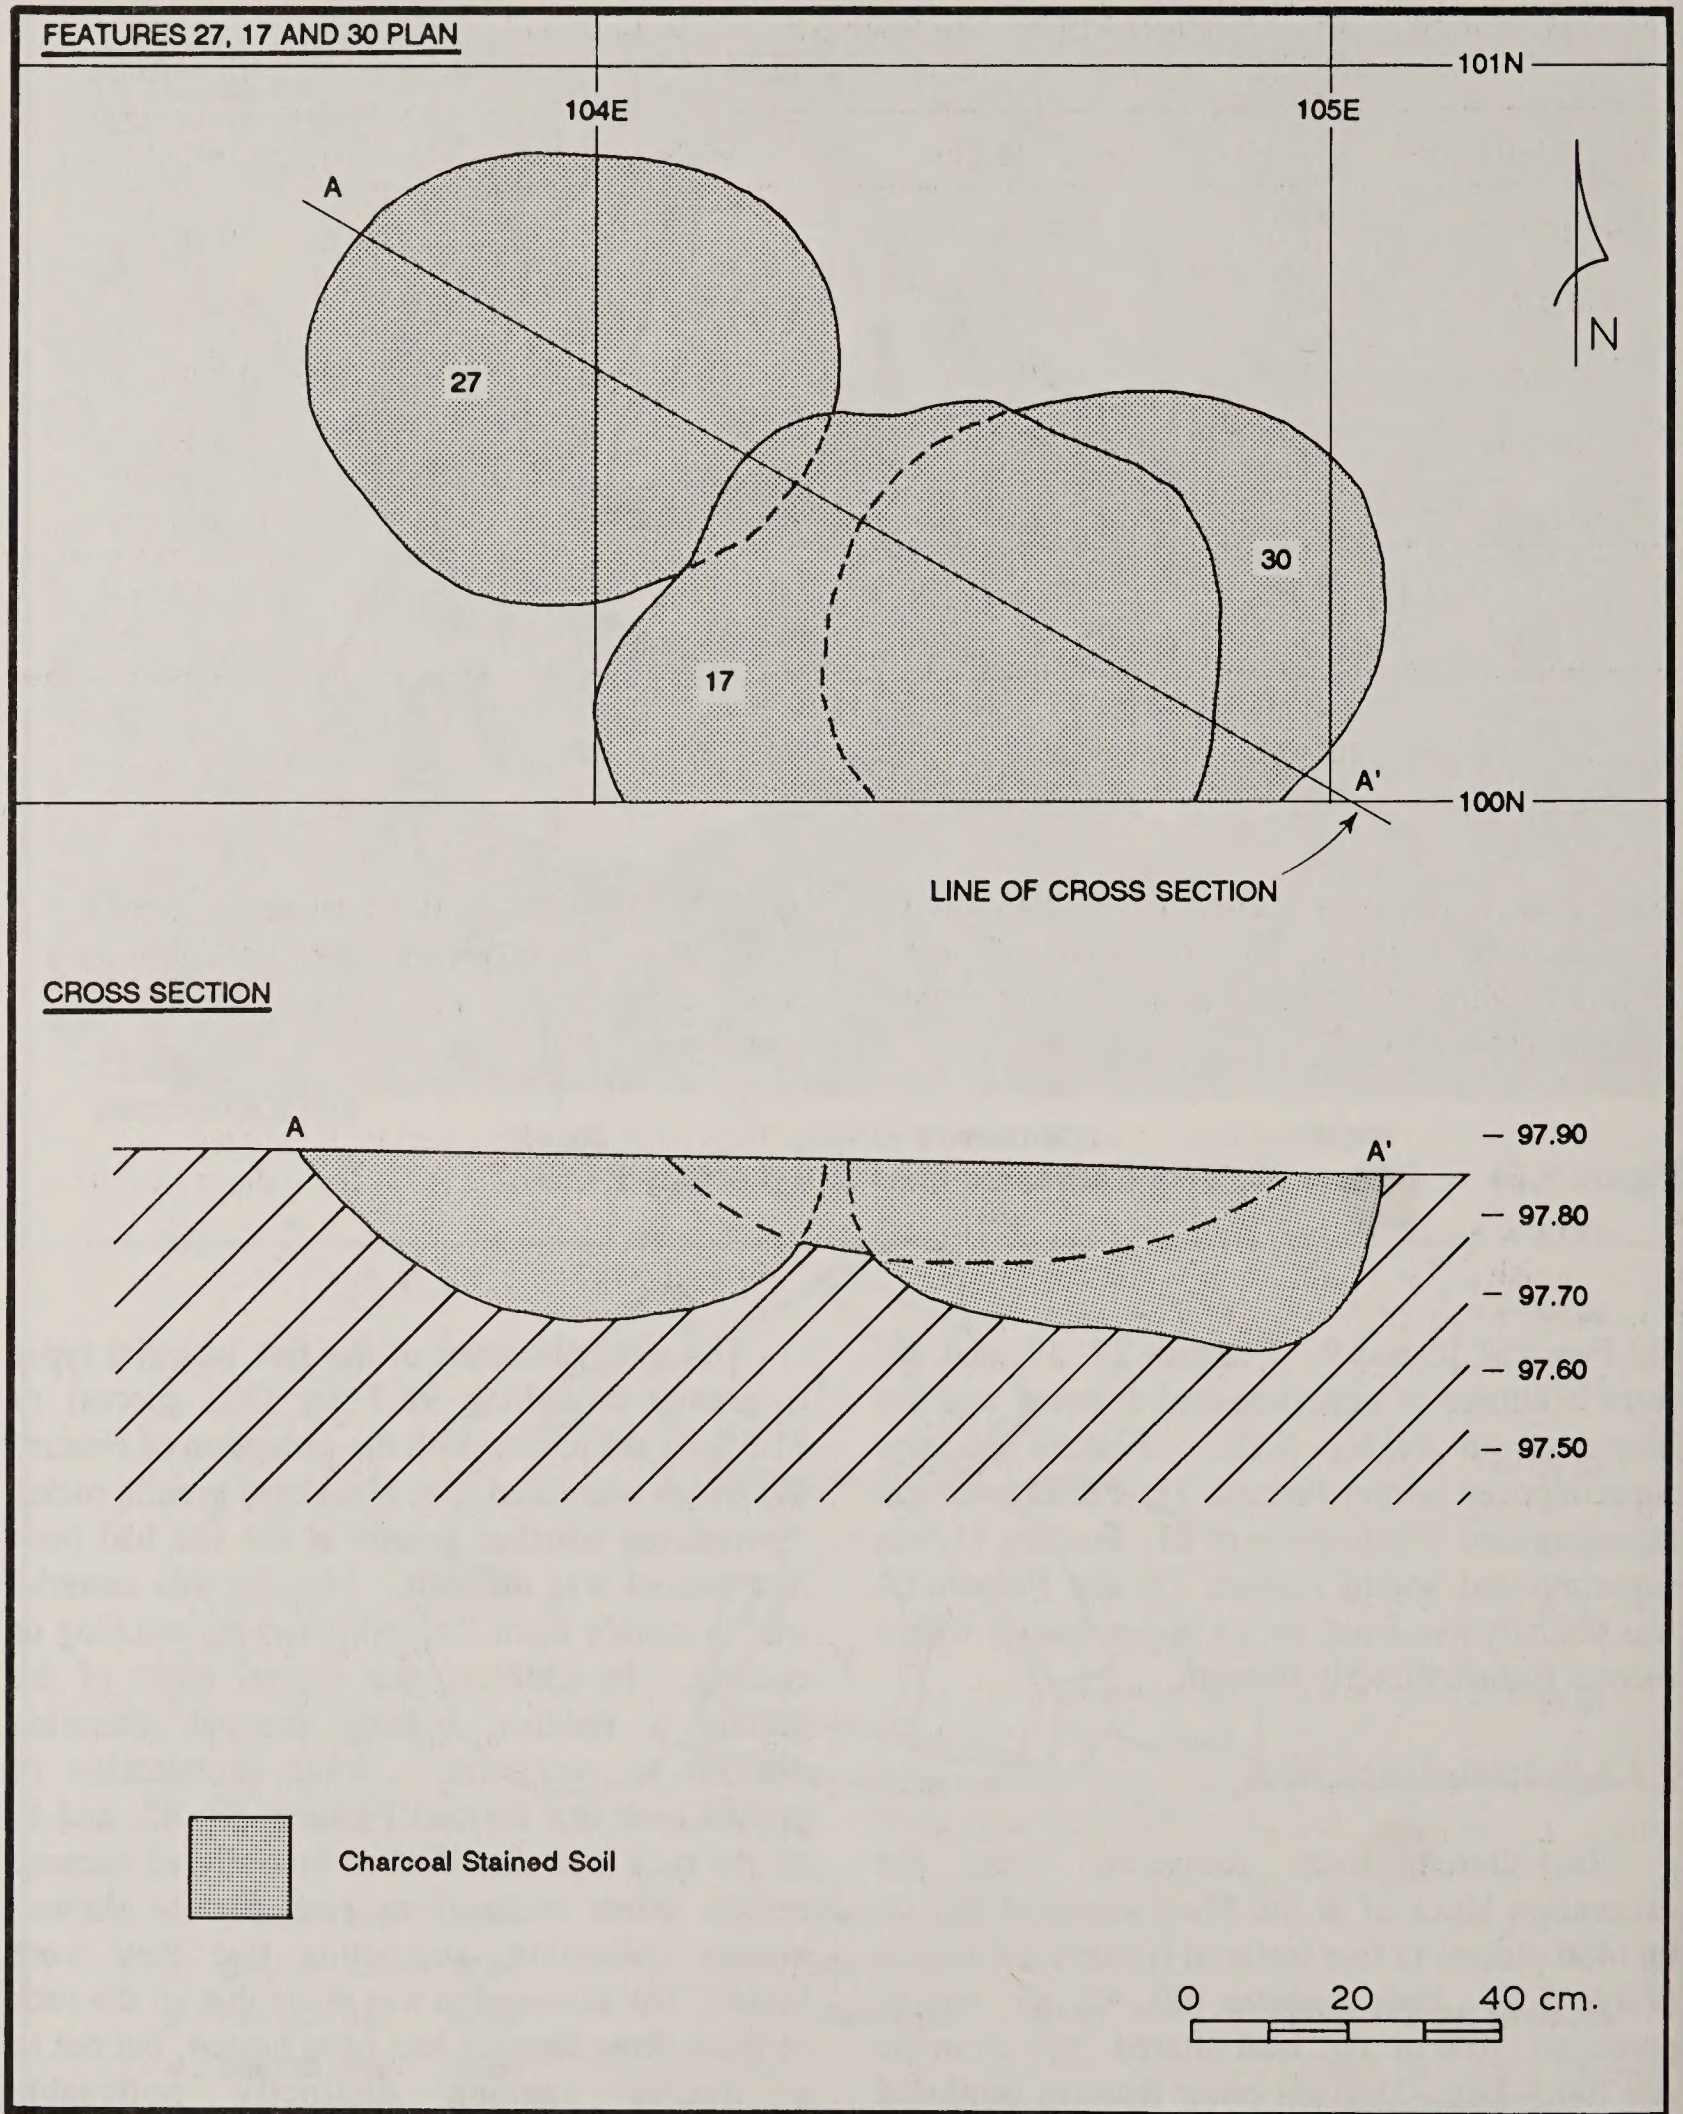 FEATURES 27, 17 AND 30 PLAN
101N
104E
105E
A
N
27
30
17
A'
100N
LINE OF CROSS SECTION
CROSS SECTION
A
97.90
A'
97.80
97.70
97.60
97.50
Charcoal Stained Soil
0 20 40 cm.